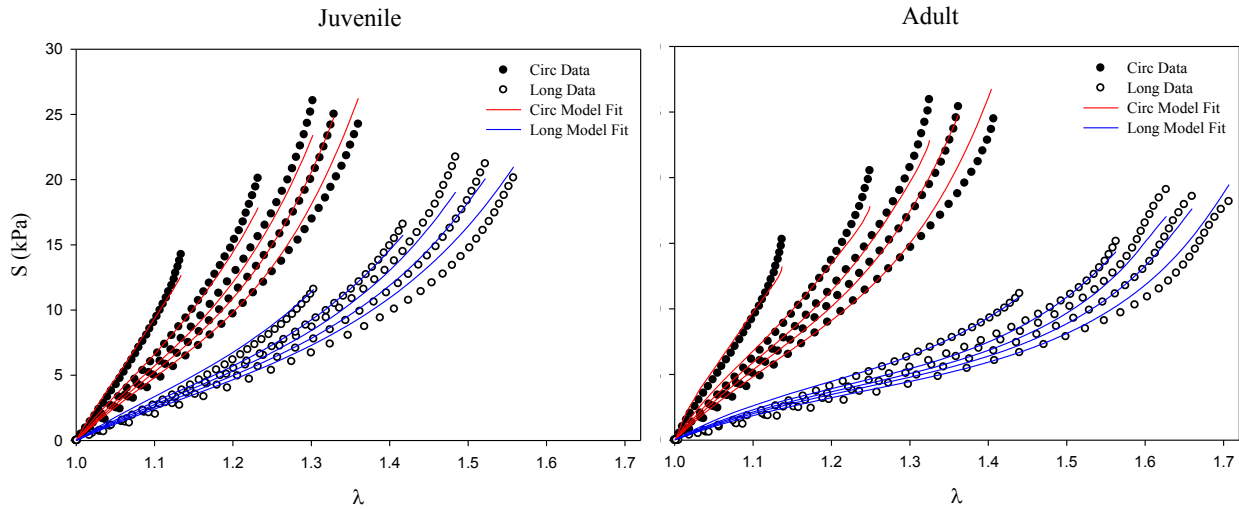 Juvenile
Adult
30
25
20
15
10
5
0
S (kPa)
Circ Data
Long Data
Circ Model Fit
Long Model Fit
1.0 1.1 1.2 1.3 1.4 1.5 1.6 1.7
λ
Circ Data
Long Data
Circ Model Fit
Long Model Fit
1.0 1.1 1.2 1.3 1.4 1.5 1.6 1.7
λ